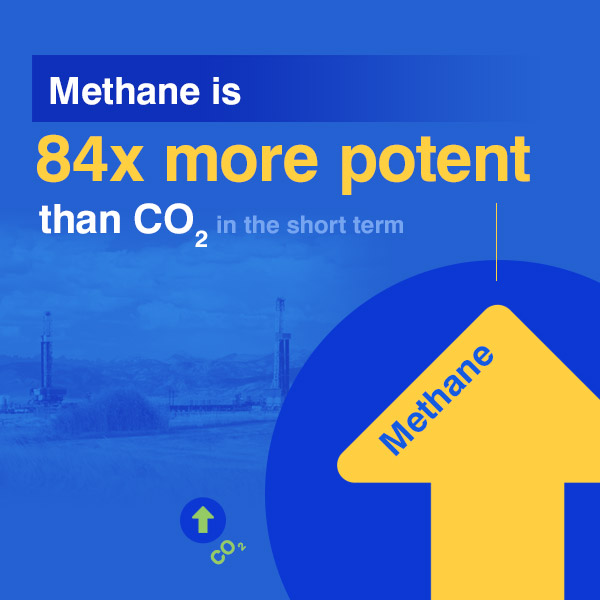 Methane is
84x more potent
than CO₂ in the short term
Methane
CO₂